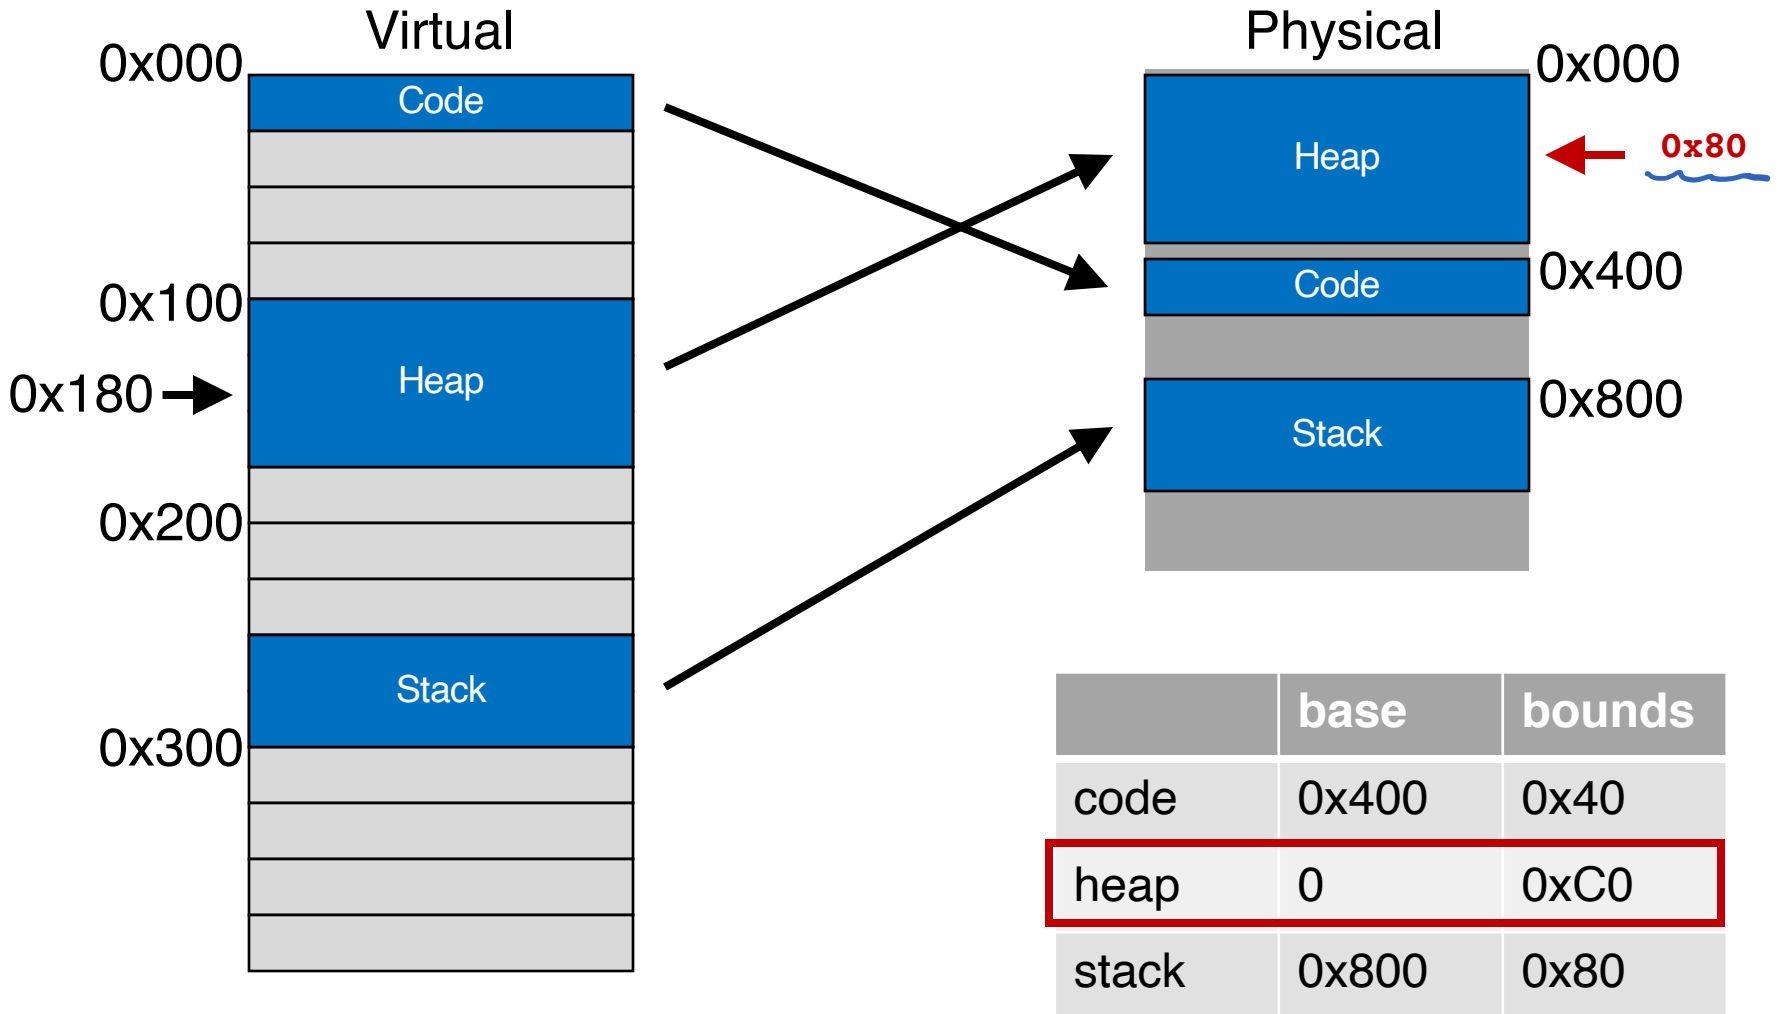 Virtual
0x000
Code
0x100
Heap
0x180
0x200
Stack
0x300
Physical
0x000
Heap
0x80
Code
0x400
Stack
0x800
base bounds
code 0x400 0x40
heap 0 0xC0
stack 0x800 0x80